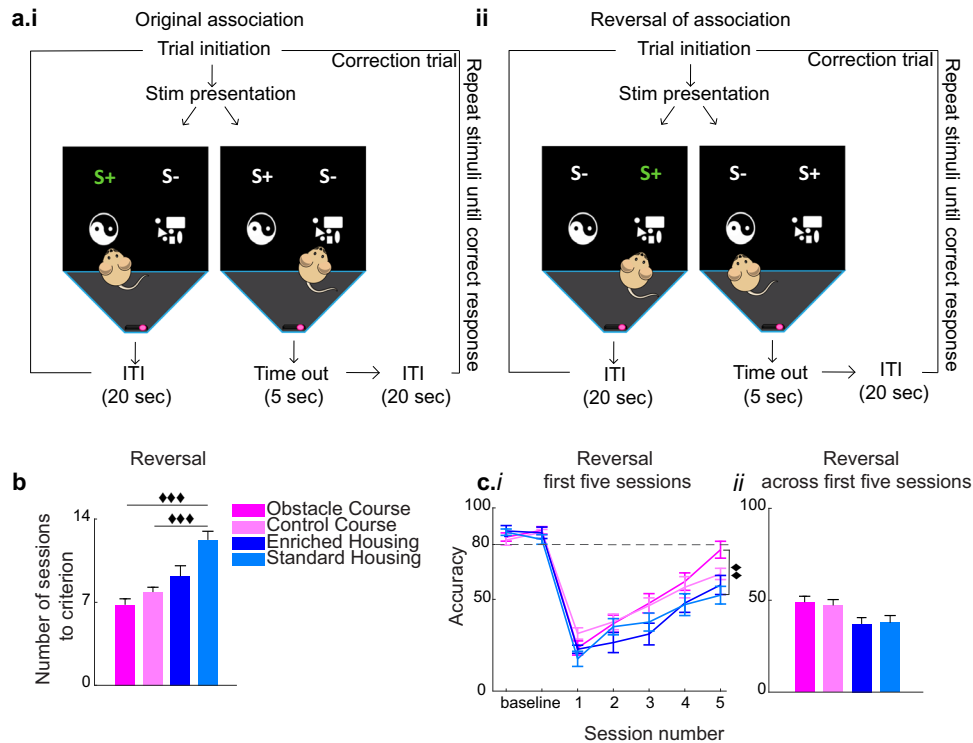 a.i
Original association
Trial initiation
Correction trial
Stim presentation
S+ S-
S+ S-
Repeat stimuli until correct response
ITI
(20 sec)
Time out
(5 sec)
ITI
(20 sec)
ii
Reversal of association
Trial initiation
Correction trial
Stim presentation
S- S+
S- S+
Repeat stimuli until correct response
ITI
(20 sec)
Time out
(5 sec)
ITI
(20 sec)
b
Reversal
Number of sessions
to criterion
14
7
0
♦♦♦
♦♦♦
Obstacle Course
Control Course
Enriched Housing
Standard Housing
c.i
Reversal
first five sessions
Accuracy
100
80
50
0
♦♦
baseline 1 2 3 4 5
Session number
ii
Reversal
across first five sessions
100
50
0